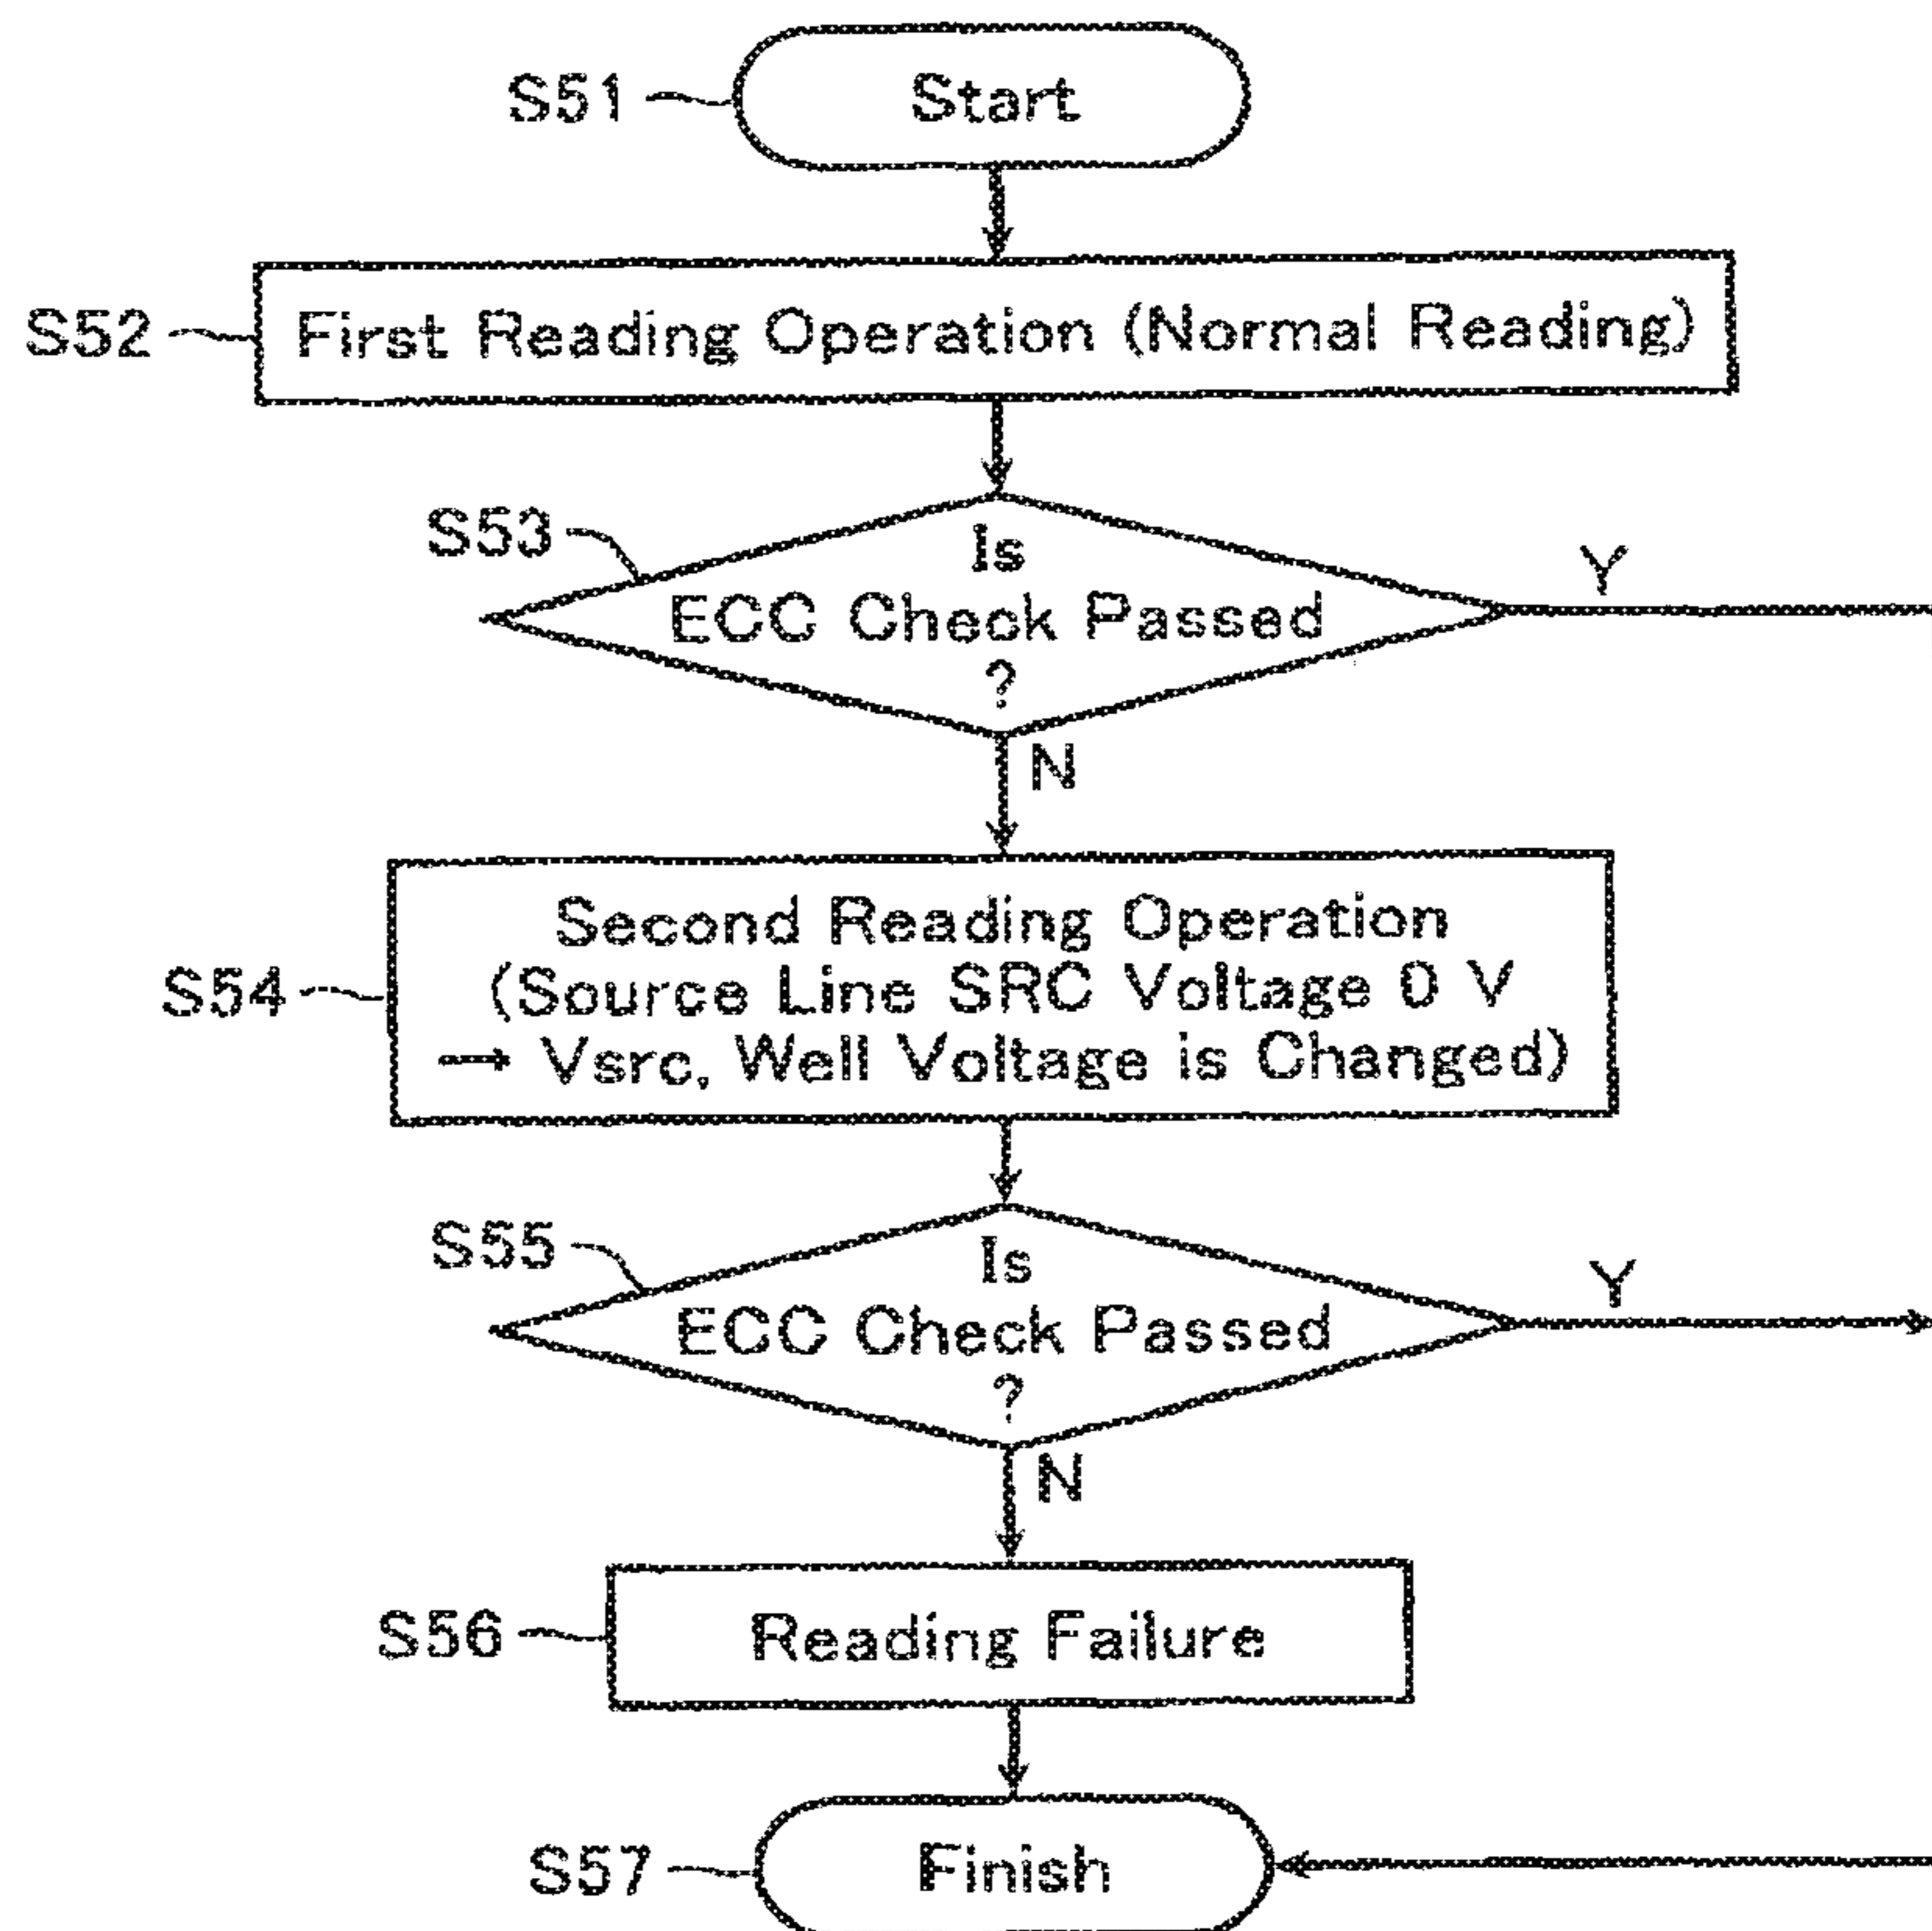 S51
Start
S52
First Reading Operation (Normal Reading)
S53
Is
ECC Check Passed
?
Y
N
S54
Second Reading Operation
(Source Line SRC Voltage 0 V
→ Vsrc, Well Voltage is Changed)
S55
Is
ECC Check Passed
?
Y
N
S56
Reading Failure
S57
Finish